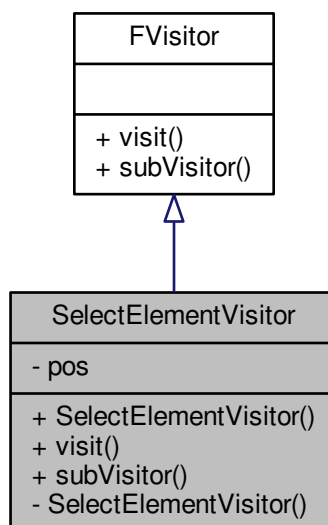 FVisitor
+ visit()
+ subVisitor()
SelectElementVisitor
- pos
+ SelectElementVisitor()
+ visit()
+ subVisitor()
- SelectElementVisitor()